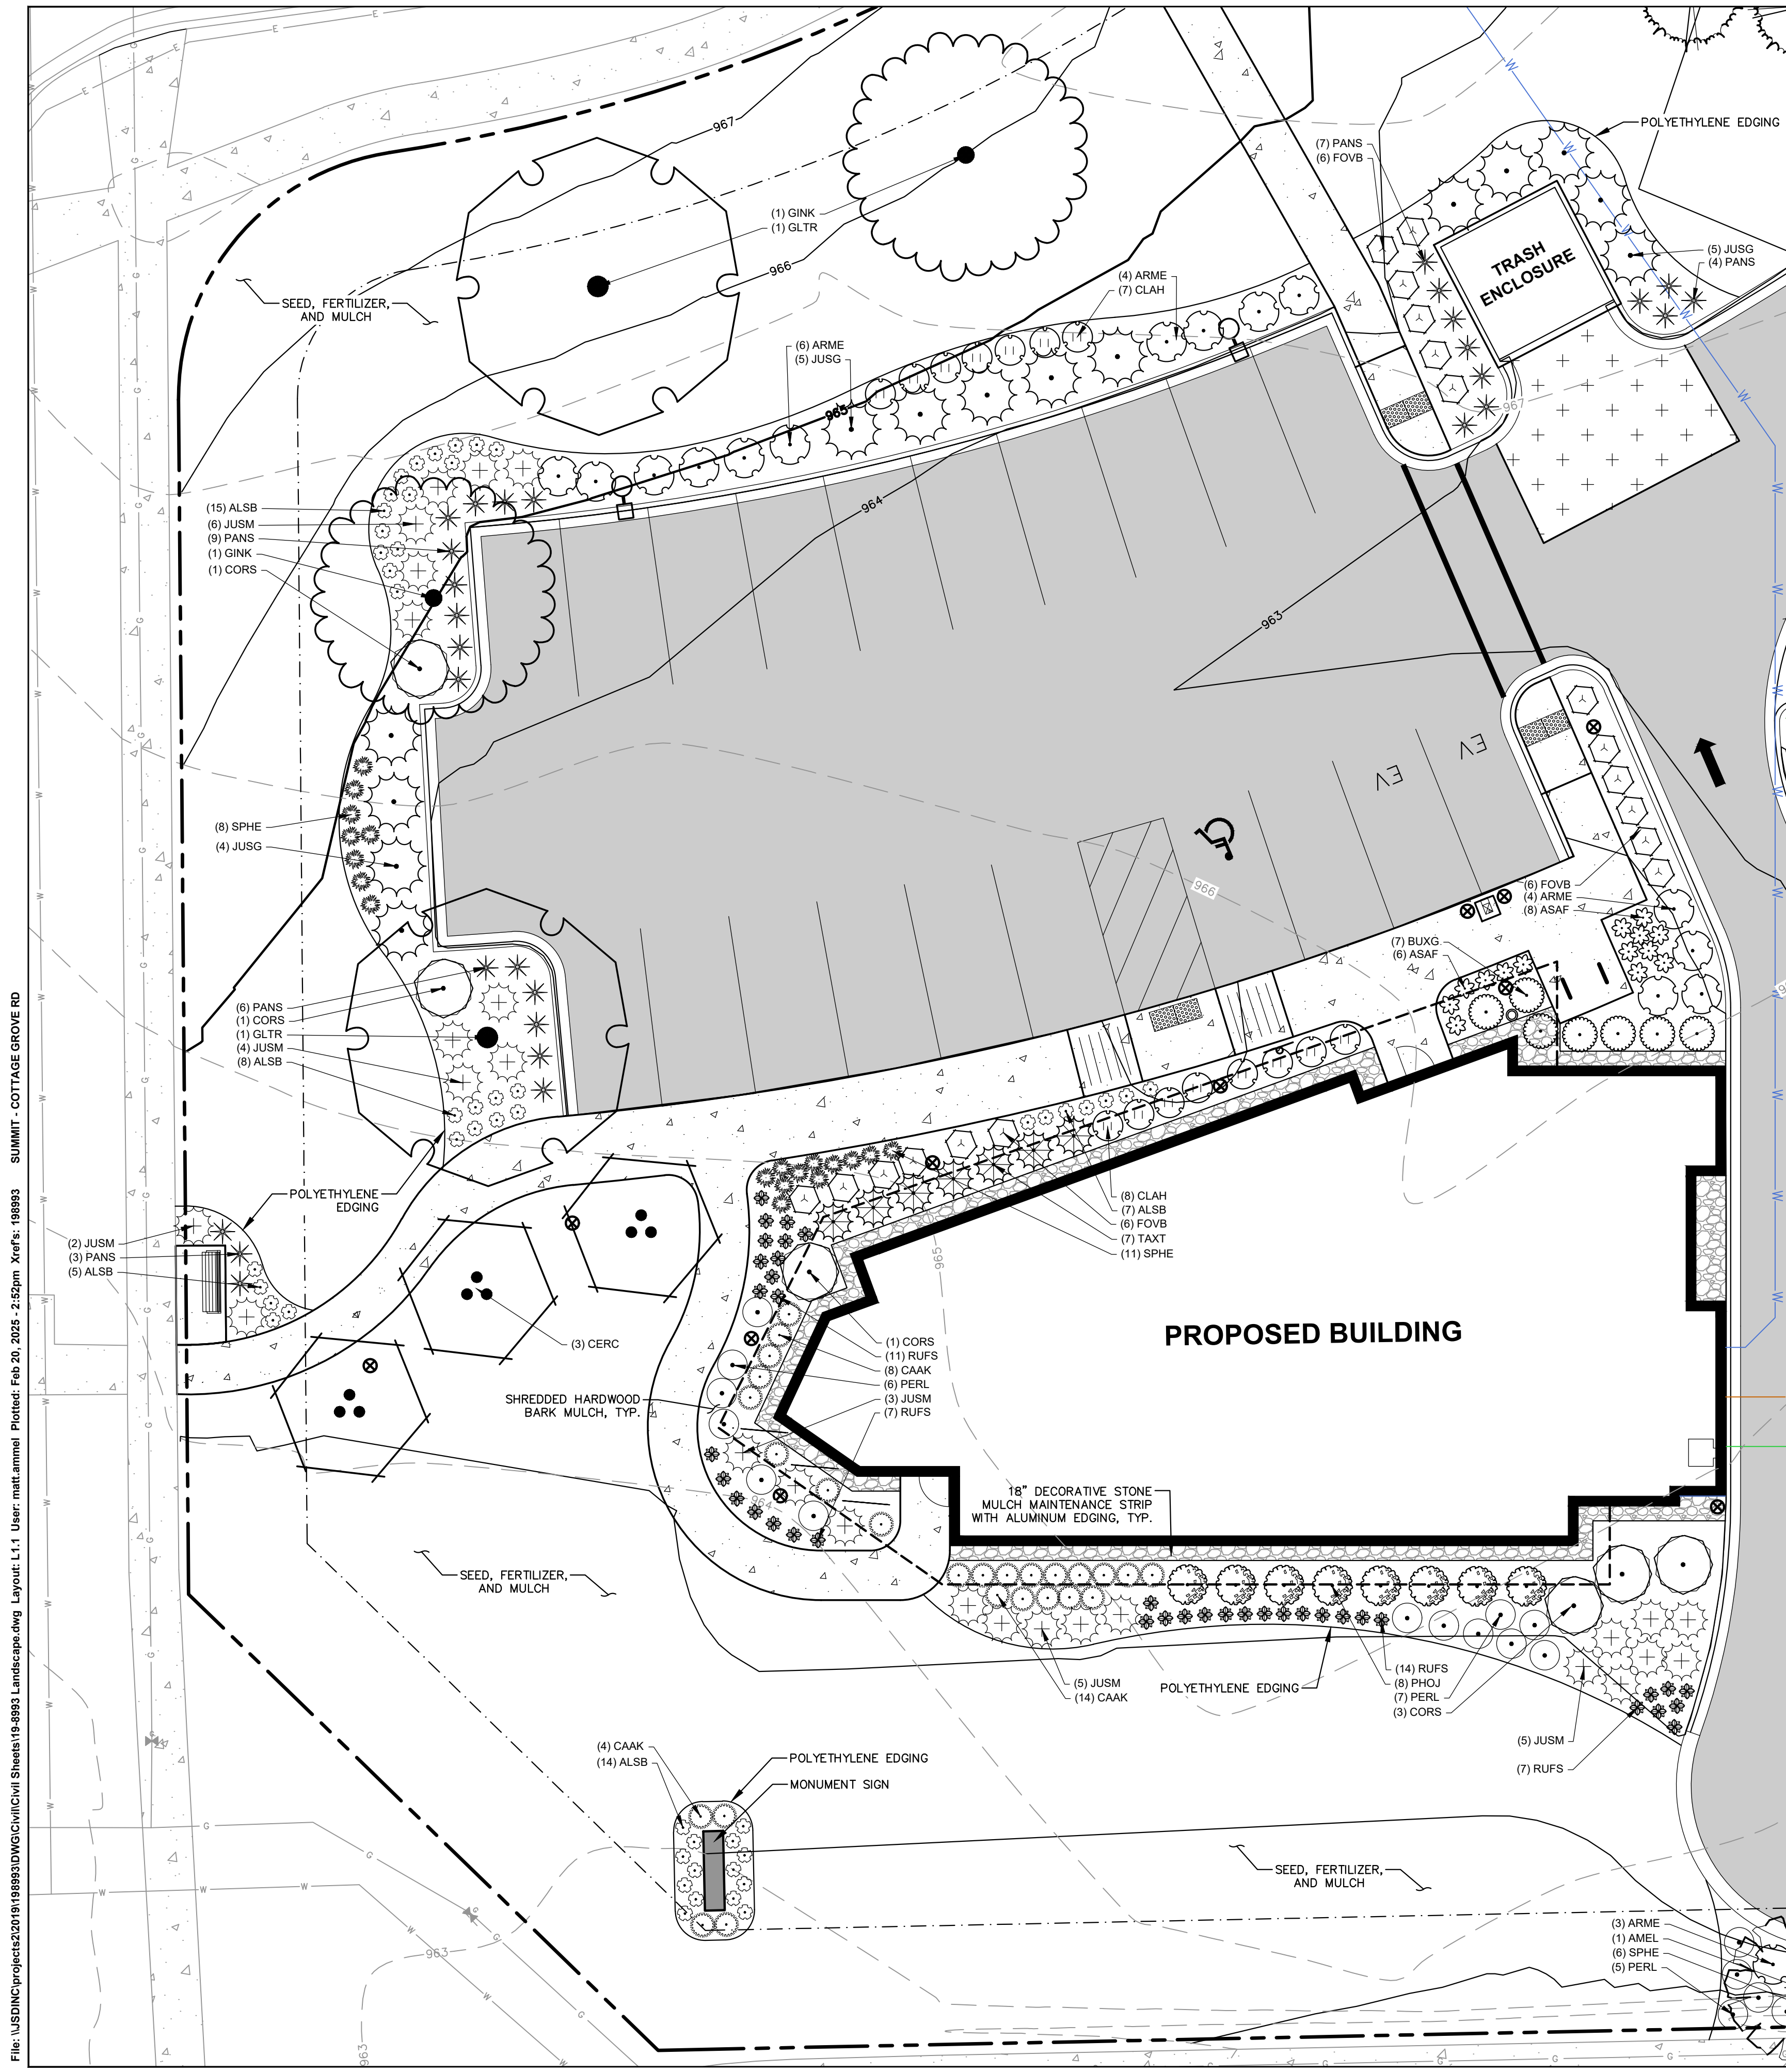 967
(7) PANS
(6) FOVB
POLYETHYLENE EDGING
(1) GINK
(1) GLTR
966
TRASH
ENCLOSURE
(5) JUSG
(4) PANS
(4) ARME
(7) CLAH
SEED, FERTILIZER,
AND MULCH
(6) ARME
(5) JUSG
965
967
964
(15) ALSB
(6) JUSM
(9) PANS
(1) GINK
(1) CORS
963
EV
EV
(8) SPHE
(4) JUSG
966
(6) FOVB
(4) ARME
(8) ASAF
(7) BUXG
(6) ASAF
(6) PANS
(1) CORS
(1) GLTR
(4) JUSM
(8) ALSB
POLYETHYLENE
EDGING
(2) JUSM
(3) PANS
(5) ALSB
(8) CLAH
(7) ALSB
(6) FOVB
(7) TAXT
(11) SPHE
965
PROPOSED BUILDING
(3) CERC
(1) CORS
(11) RUFS
(8) CAAK
(6) PERL
(3) JUSM
(7) RUFS
SHREDDED HARDWOOD
BARK MULCH, TYP.
964
18" DECORATIVE STONE
MULCH MAINTENANCE STRIP
WITH ALUMINUM EDGING, TYP.
SEED, FERTILIZER,
AND MULCH
(5) JUSM
(14) CAAK
POLYETHYLENE EDGING
(14) RUFS
(8) PHOJ
(7) PERL
(3) CORS
(5) JUSM
(7) RUFS
(4) CAAK
(14) ALSB
POLYETHYLENE EDGING
MONUMENT SIGN
SEED, FERTILIZER,
AND MULCH
963
963
(3) ARME
(1) AMEL
(6) SPHE
(5) PERL
File: \\JSDINC\projects2\2019\198993\DWG\Civil\Civil Sheets\19-8993 Landscape.dwg Layout: L1.1 User: matt.ammel Plotted: Feb 20, 2025 - 2:52pm Xref's: 198993 SUMMIT - COTTAGE GROVE RD